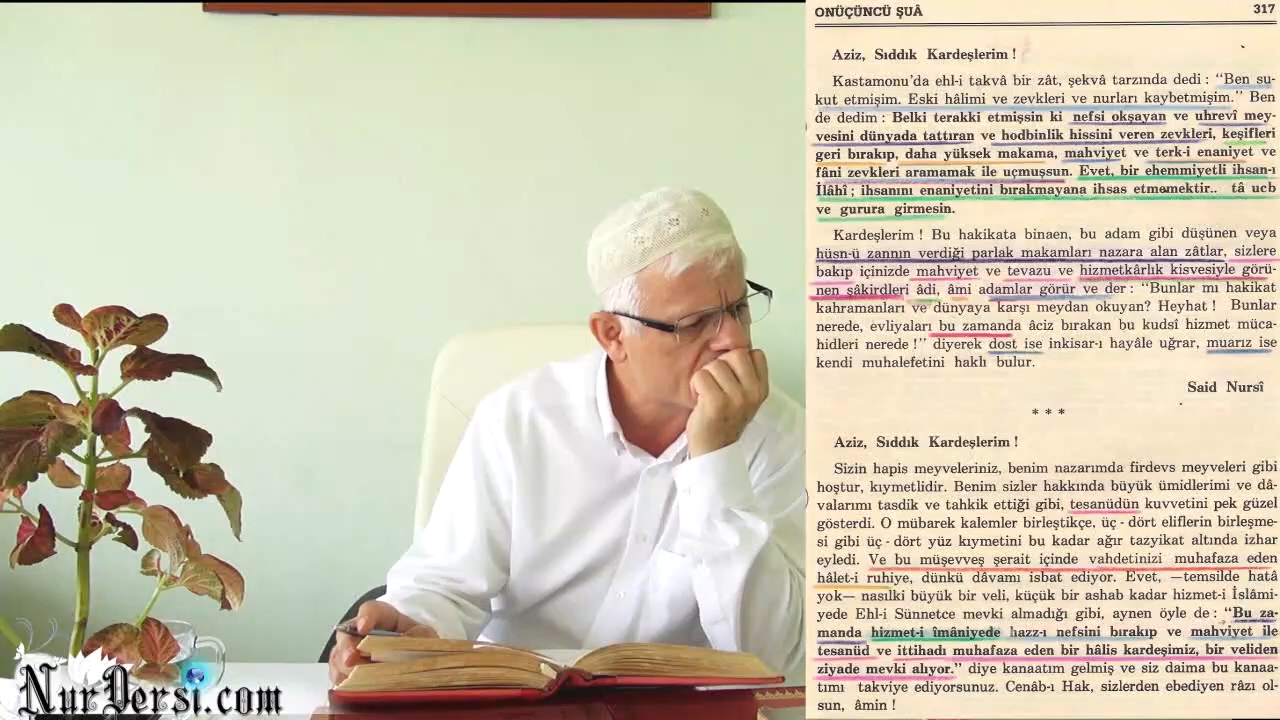 ONÜÇÜNCÜ ŞUÂ 317
Aziz, Sıddık Kardeşlerim !
Kastamonu'da ehl-i takvâ bir zât, şekvâ tarzında dedi : "Ben su-
kut etmişim. Eski hâlimi ve zevkleri ve nurları kaybetmişim." Ben
de dedim : Belki terakki etmişsin ki nefsi okşayan ve uhrevî mey-
vesini dünyada tattıran ve hodbinlik hissini veren zevkleri, keşifleri
geri bırakıp, daha yüksek makama, mahviyet ve terk-i enaniyet ve
fâni zevkleri aramamak ile uçmuşsun. Evet, bir ehemmiyetli ihsan-ı
İlâhî ; ihsanını enaniyetini bırakmayana ihsas etmemektir.. tâ ucb
ve gurura girmesin.
Kardeşlerim ! Bu hakikata binaen, bu adam gibi düşünen veya
hüsn-ü zannın verdiği parlak makamları nazara alan zâtlar, sizlere
bakıp içinizde mahviyet ve tevazu ve hizmetkârlık kisvesiyle görü-
nen şâkirdleri âdi, âmi adamlar görür ve der : "Bunlar mı hakikat
kahramanları ve dünyaya karşı meydan okuyan? Heyhat ! Bunlar
nerede, evliyaları bu zamanda âciz bırakan bu kudsî hizmet müca-
hidleri nerede !" diyerek dost ise inkisar-ı hayâle uğrar, muarız ise
kendi muhalefetini haklı bulur.
Said Nursî
* * *
Aziz, Sıddık Kardeşlerim !
Sizin hapis meyveleriniz, benim nazarımda firdevs meyveleri gibi
hoştur, kıymetlidir. Benim sizler hakkında büyük ümidlerimi ve dâ-
valarımı tasdik ve tahkik ettiği gibi, tesanüdün kuvvetini pek güzel
gösterdi. O mübarek kalemler birleştikçe, üç - dört eliflerin birleşme-
si gibi üç - dört yüz kıymetini bu kadar ağır tazyikat altında izhar
eyledi. Ve bu müşevveş şerait içinde vahdetinizi muhafaza eden
hâlet-i ruhiye, dünkü dâvamı isbat ediyor. Evet, —temsilde hatâ
yok— nasılki büyük bir veli, küçük bir ashab kadar hizmet-i İslâmi-
yede Ehl-i Sünnetce mevki almadığı gibi, aynen öyle de : "Bu za-
manda hizmet-i îmâniyede hazz-ı nefsini bırakıp ve mahviyet ile
tesanüd ve ittihadı muhafaza eden bir hâlis kardeşimiz, bir veliden
ziyade mevki alıyor." diye kanaatım gelmiş ve siz daima bu kanaa-
tımı takviye ediyorsunuz. Cenâb-ı Hak, sizlerden ebediyen râzı ol-
sun, âmin !
NurDersi.com